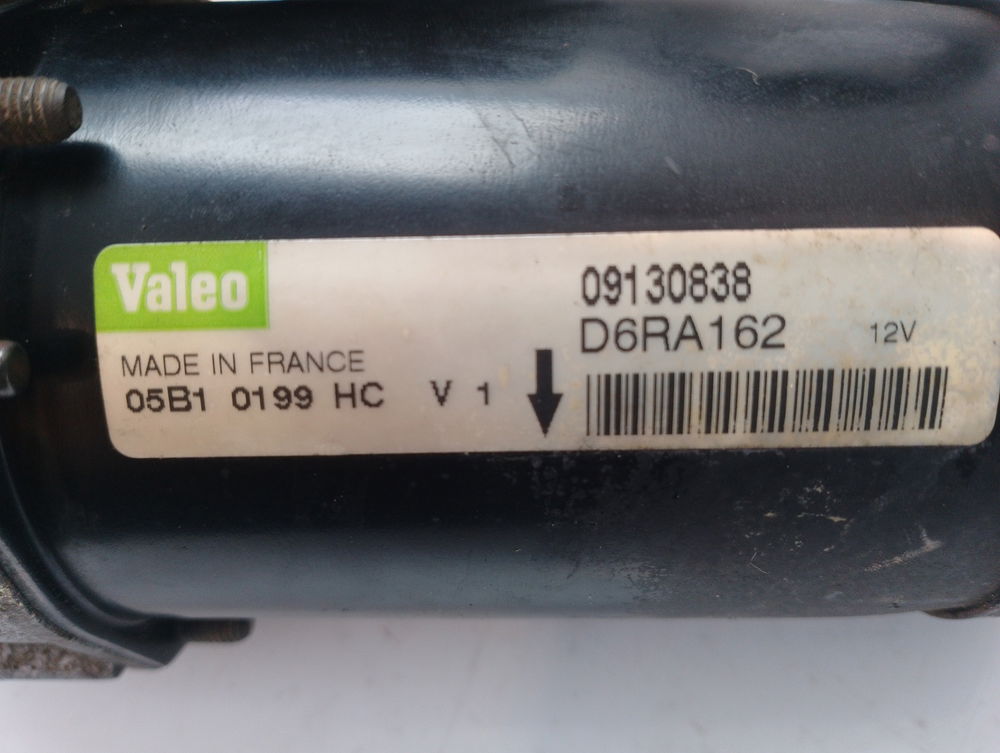 Valeo
MADE IN FRANCE
05B1 0199 HC V 1
09130838
D6RA162 12V